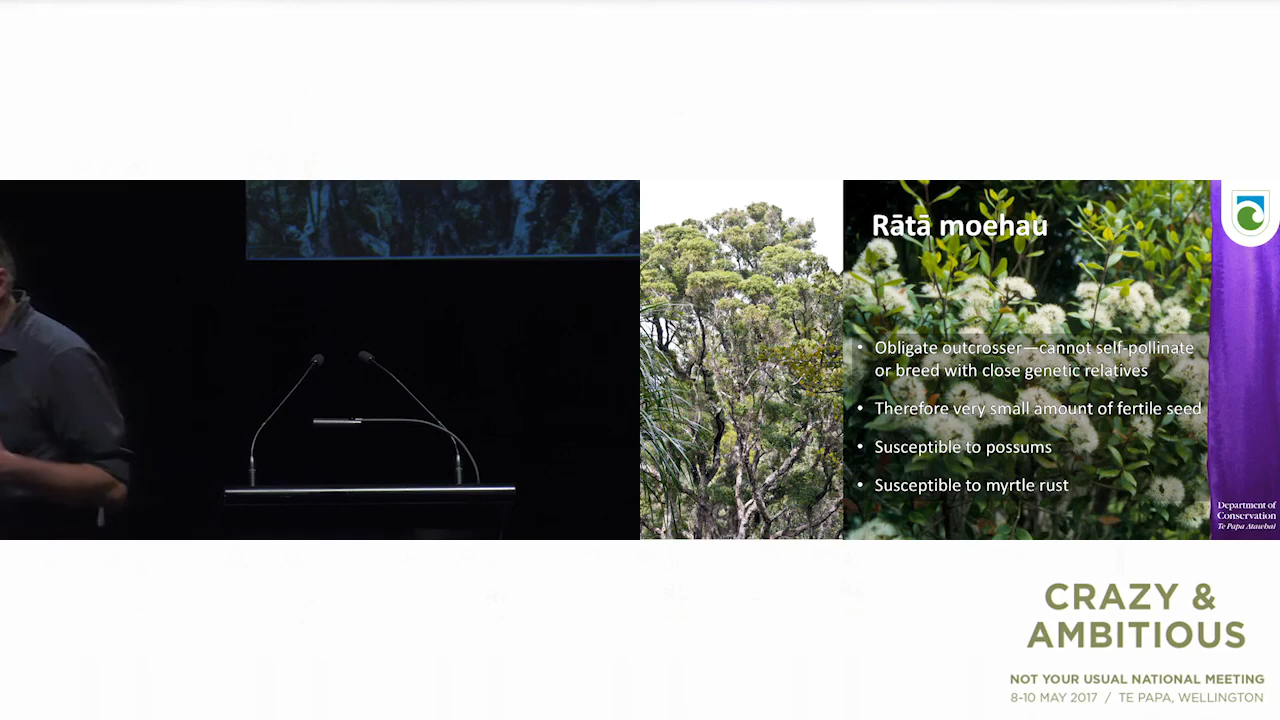 Rātā moehau
• Obligate outcrosser—cannot self-pollinate
or breed with close genetic relatives
• Therefore very small amount of fertile seed
• Susceptible to possums
• Susceptible to myrtle rust
Department of
Conservation
Te Papa Atawhai
CRAZY &
AMBITIOUS
NOT YOUR USUAL NATIONAL MEETING
8-10 MAY 2017 / TE PAPA, WELLINGTON